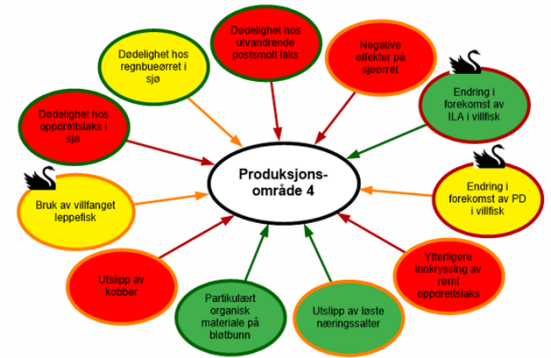 Produksjons-
område 4
Dødelighet hos
utvandrende
postsmolt laks
Negative
effekter på
sjøørret
Endring i
forekomst av
ILA i villfisk
Endring i
forekomst av PD
i villfisk
Ytterligere
innkryssing av
rømt
oppdrettslaks
Utslipp av løste
næringssalter
Partikulært
organisk
materiale på
bløtbunn
Utslipp av
kobber
Bruk av villfanget
leppefisk
Dødelighet hos
oppdrettslaks i
sjø
Dødelighet hos
regnbueørret i
sjø